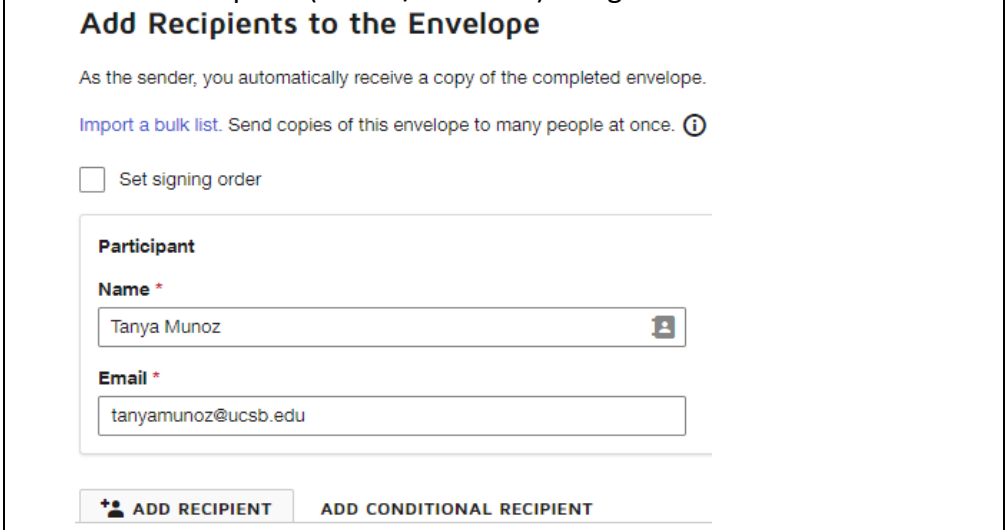 Add Recipients to the Envelope
As the sender, you automatically receive a copy of the completed envelope.
Import a bulk list. Send copies of this envelope to many people at once.
Set signing order
Participant
Name *
Tanya Munoz
Email *
tanyamunoz@ucsb.edu
ADD RECIPIENT ADD CONDITIONAL RECIPIENT